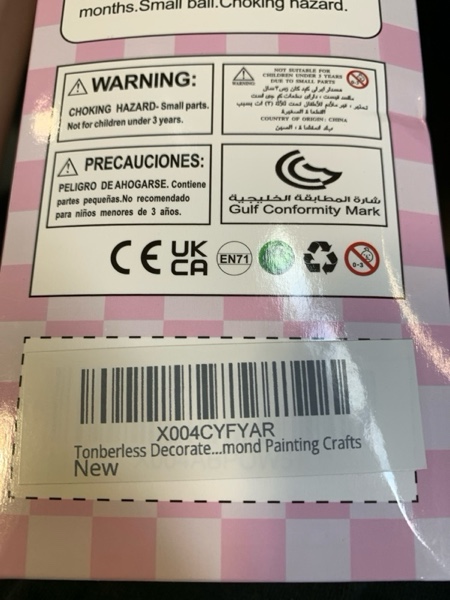 months.Small ball.Choking hazard.
WARNING:
CHOKING HAZARD- Small parts.
Not for children under 3 years.
WARNING
NOT SUITABLE FOR
CHILDREN UNDER 3 YEARS
DUE TO SMALL PARTS
COUNTRY OF ORIGIN: CHINA
PRECAUCIONES:
PELIGRO DE AHOGARSE. Contiene
partes pequeñas.No recomendado
para niños menores de 3 años.
شارة المطابقة الخليجية
Gulf Conformity Mark
CE UK
CA EN71 0-3
X004CYFYAR
Tonberless Decorate...mond Painting Crafts
New